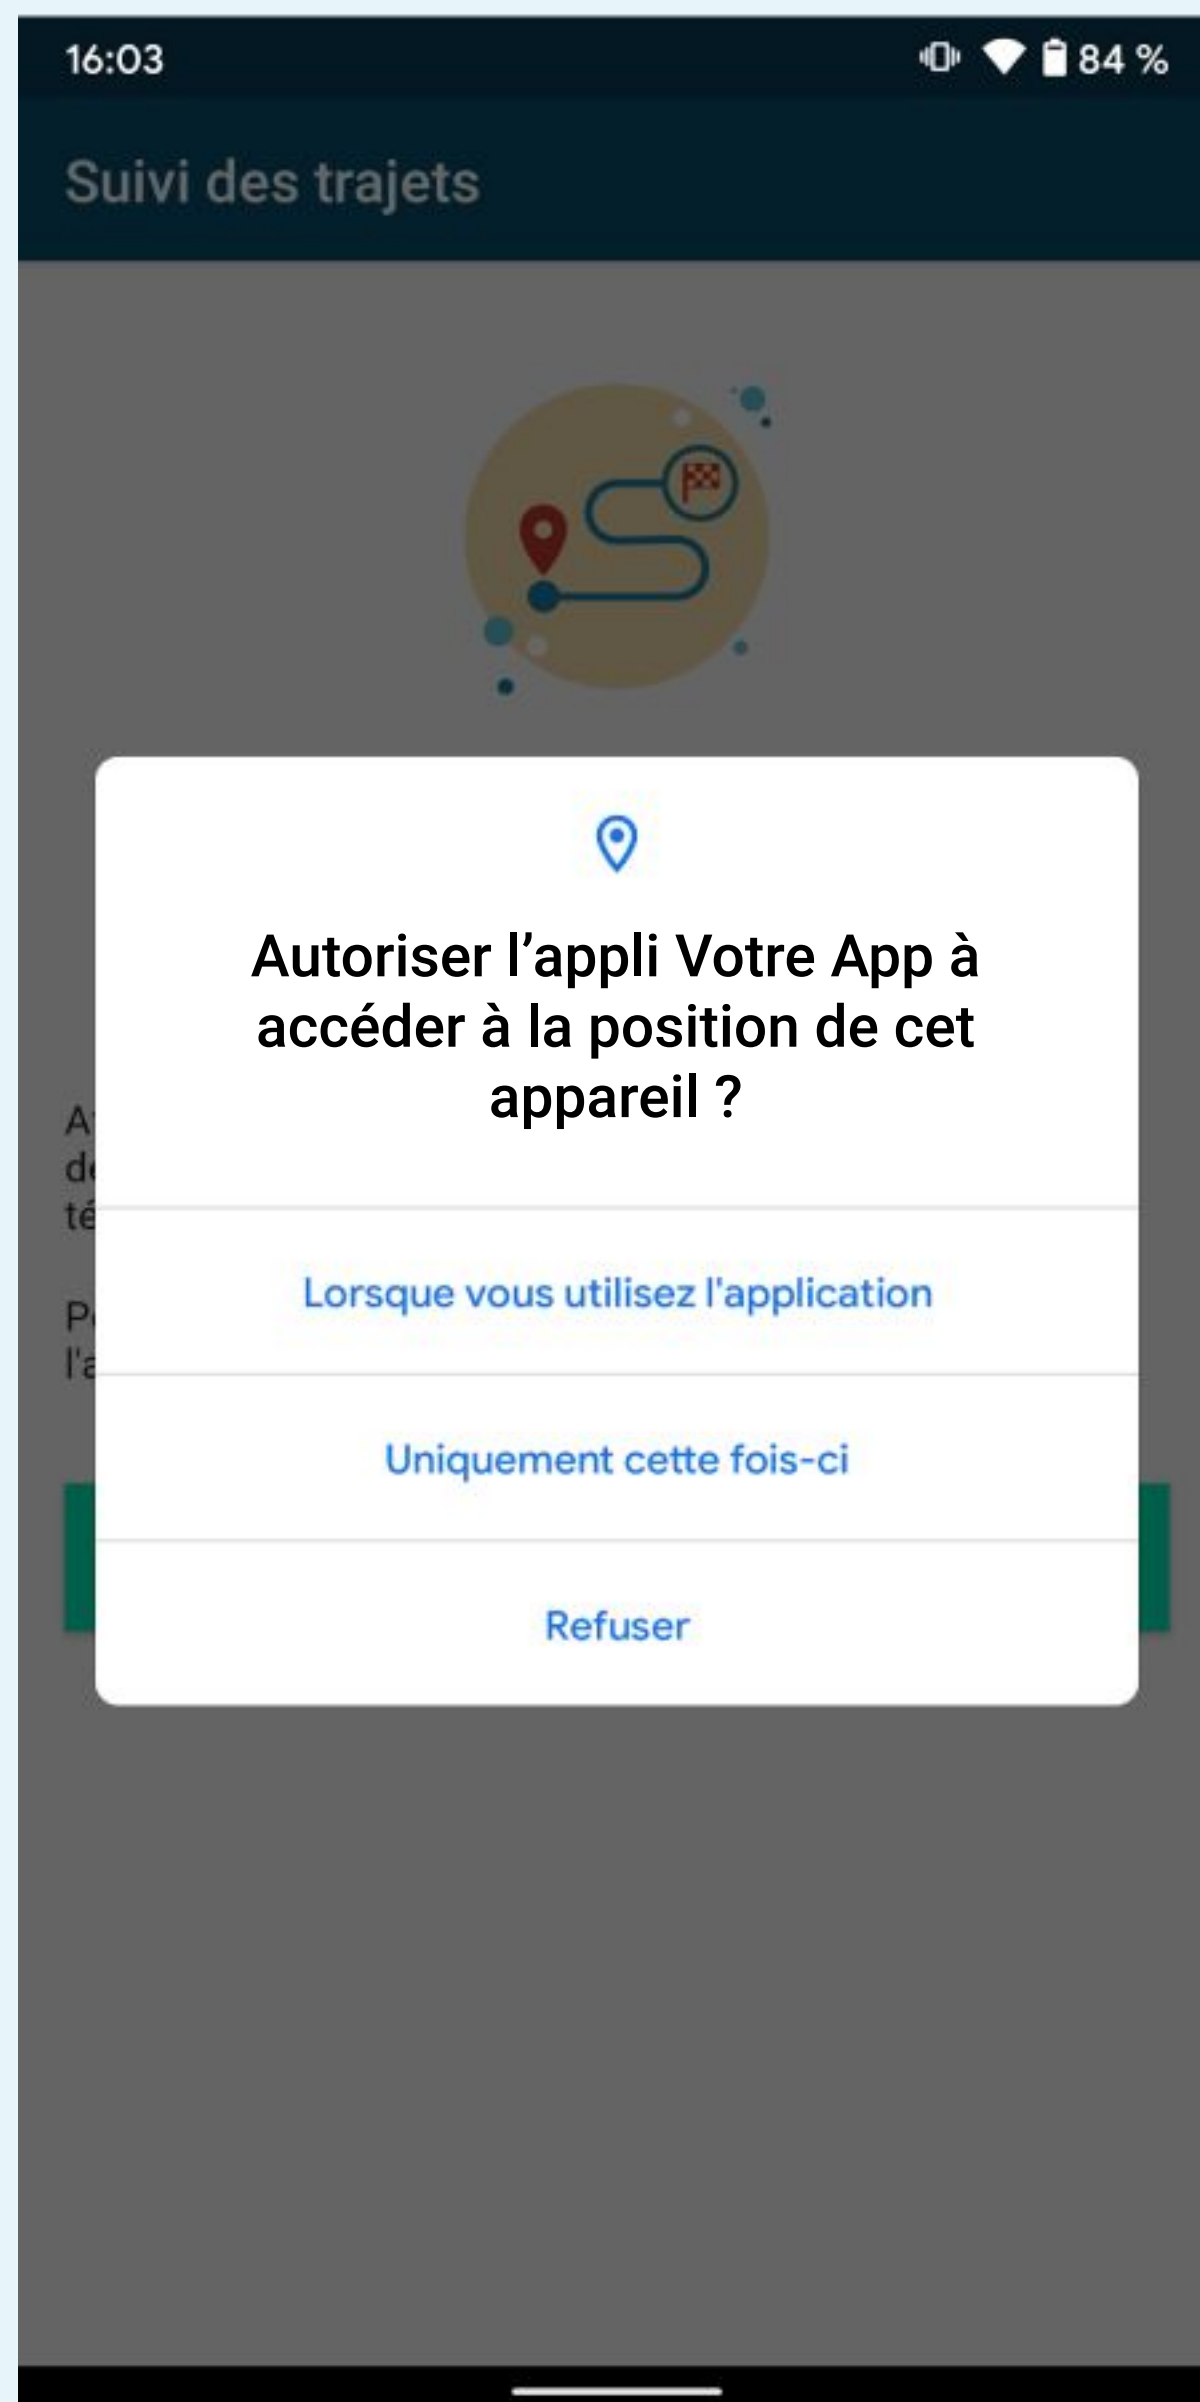 16:03
84 %
Suivi des trajets
Autoriser l’appli Votre App à
accéder à la position de cet
appareil ?
Lorsque vous utilisez l'application
Uniquement cette fois-ci
Refuser